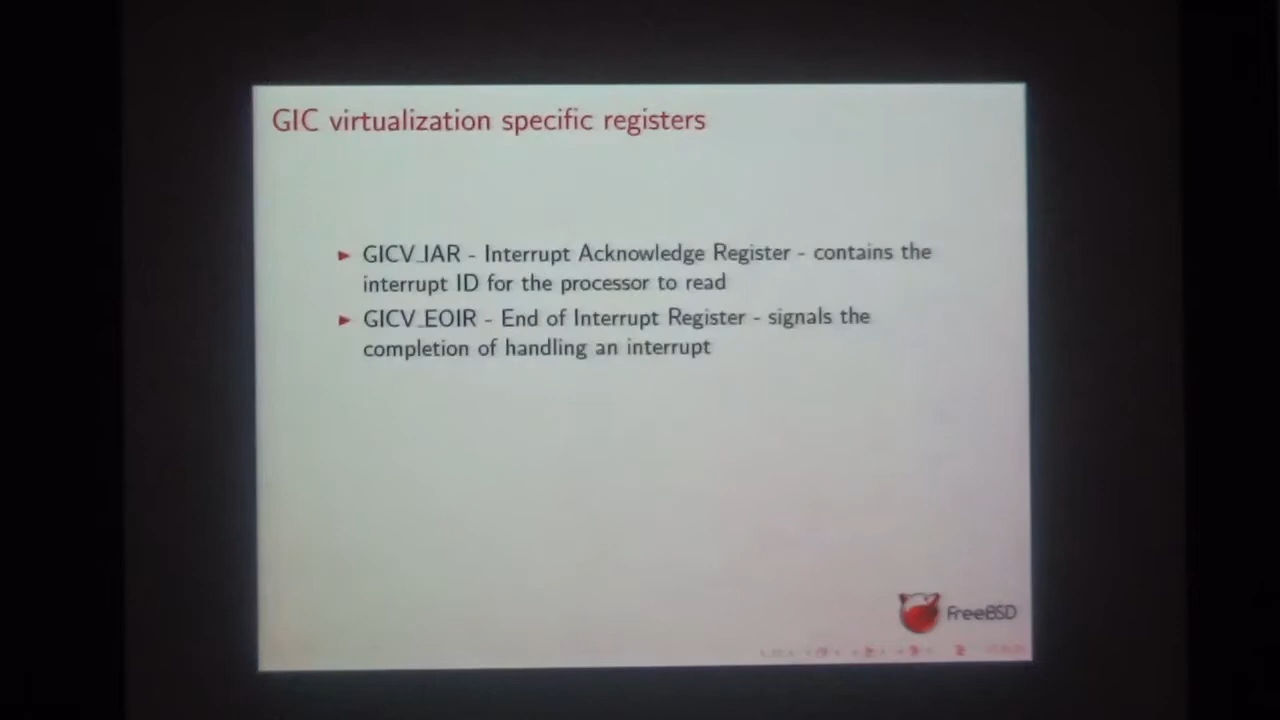 GIC virtualization specific registers
► GICV_IAR - Interrupt Acknowledge Register - contains the
interrupt ID for the processor to read
► GICV_EOIR - End of Interrupt Register - signals the
completion of handling an interrupt
FreeBSD